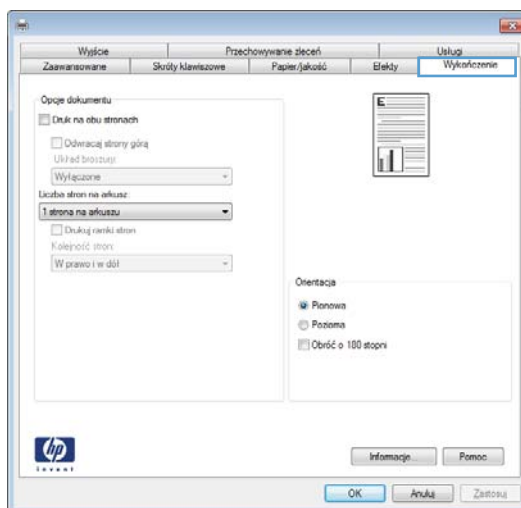 Wyjście
Przechowywanie zleceń
Usługi
Zaawansowane
Skróty klawiszowe
Papier/jakość
Efekty
Wykończenie
Opcje dokumentu
Druk na obu stronach
Odwracaj strony górą
Układ broszury:
Wyłączone
Liczba stron na arkusz:
1 strona na arkuszu
Drukuj ramki stron
Kolejność stron:
W prawo i w dół
E
Orientacja
Pionowa
Pozioma
Obróć o 180 stopni
hp
invent
Informacje...
Pomoc
OK
Anuluj
Zastosuj